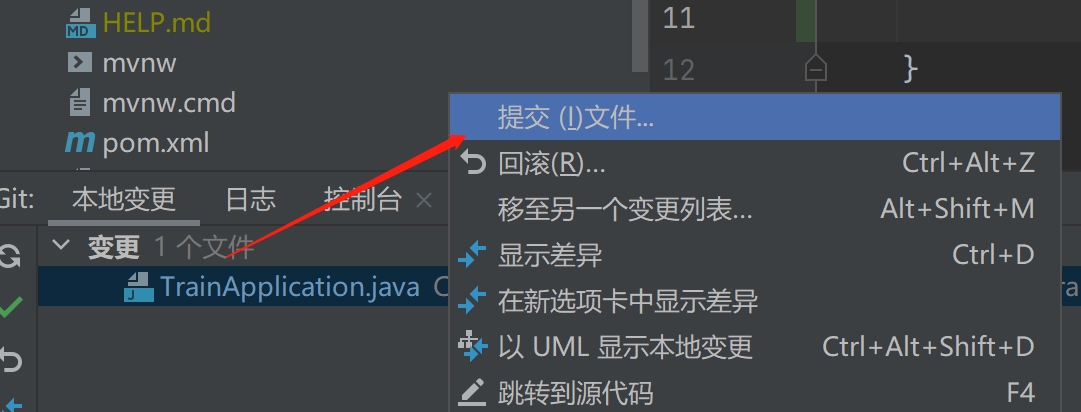 HELP.md
mvnw
mvnw.cmd
pom.xml
11
12 }
提交 (I)文件...
回滚(R)... Ctrl+Alt+Z
移至另一个变更列表... Alt+Shift+M
显示差异 Ctrl+D
在新选项卡中显示差异
以 UML 显示本地变更 Ctrl+Alt+Shift+D
跳转到源代码 F4
Git: 本地变更 日志 控制台
变更 1 个文件
TrainApplication.java